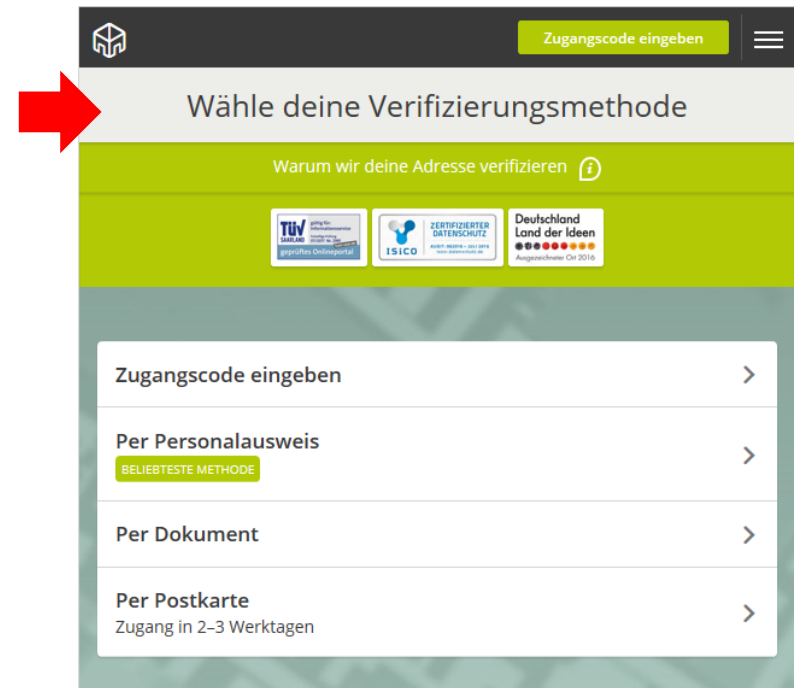 Zugangscode eingeben
Wähle deine Verifizierungsmethode
Warum wir deine Adresse verifizieren
TÜV
SAARLAND
geprüftes Onlineportal
ISiCO
ZERTIFIZIERTER
DATENSCHUTZ
Deutschland
Land der Ideen
Ausgezeichneter Ort 2016
Zugangscode eingeben
Per Personalausweis
BELIEBTESTE METHODE
Per Dokument
Per Postkarte
Zugang in 2–3 Werktagen